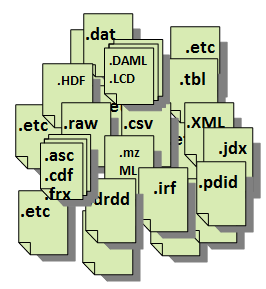 .dat
.etc
.DAML
.LCD
.HDF
.tbl
.etc
.raw
.csv
.XML
.mz
ML
.jdx
.asc
.cdf
.frx
.etc
.irf
.pdid
drdd